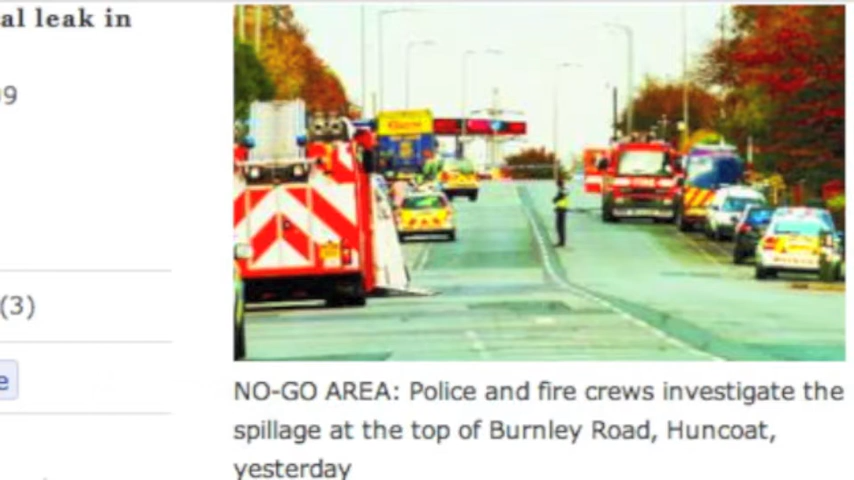 al leak in
09
(3)
e
NO-GO AREA: Police and fire crews investigate the
spillage at the top of Burnley Road, Huncoat,
yesterday